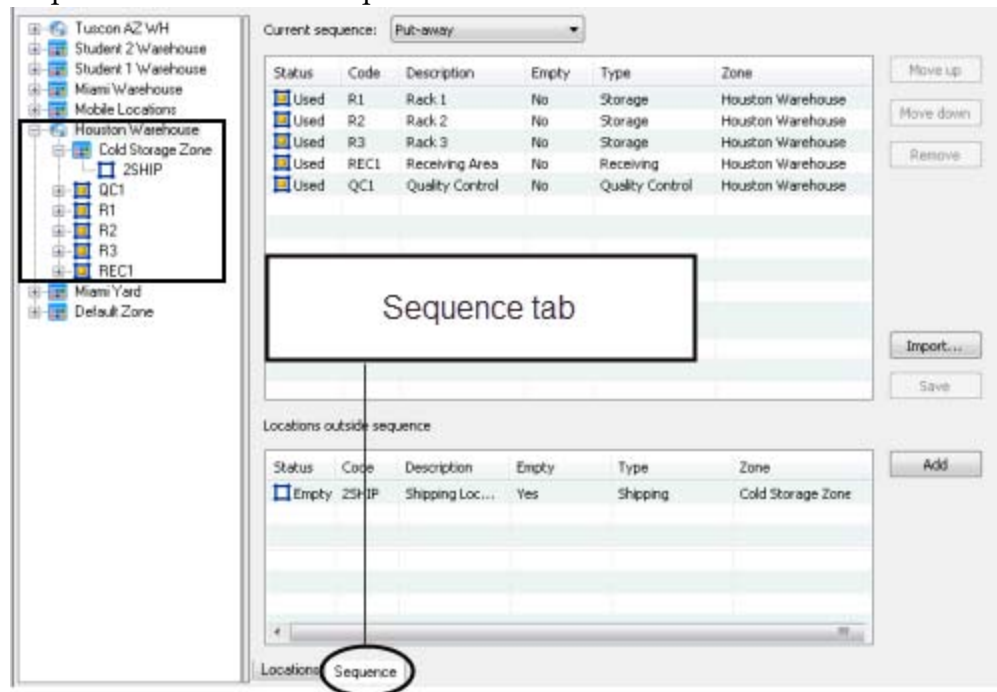 Tuscon AZ WH
Student 2 Warehouse
Student 1 Warehouse
Miami Warehouse
Mobile Locations
Houston Warehouse
Cold Storage Zone
2SHIP
QC1
R1
R2
R3
REC1
Miami Yard
Default Zone
Current sequence: Put-away
Status Code Description Empty Type Zone
Used R1 Rack 1 No Storage Houston Warehouse
Used R2 Rack 2 No Storage Houston Warehouse
Used R3 Rack 3 No Storage Houston Warehouse
Used REC1 Receiving Area No Receiving Houston Warehouse
Used QC1 Quality Control No Quality Control Houston Warehouse
Move up
Move down
Remove
Sequence tab
Import...
Save
Locations outside sequence
Status Code Description Empty Type Zone
Empty 2SHIP Shipping Loc... Yes Shipping Cold Storage Zone
Add
Locations Sequence